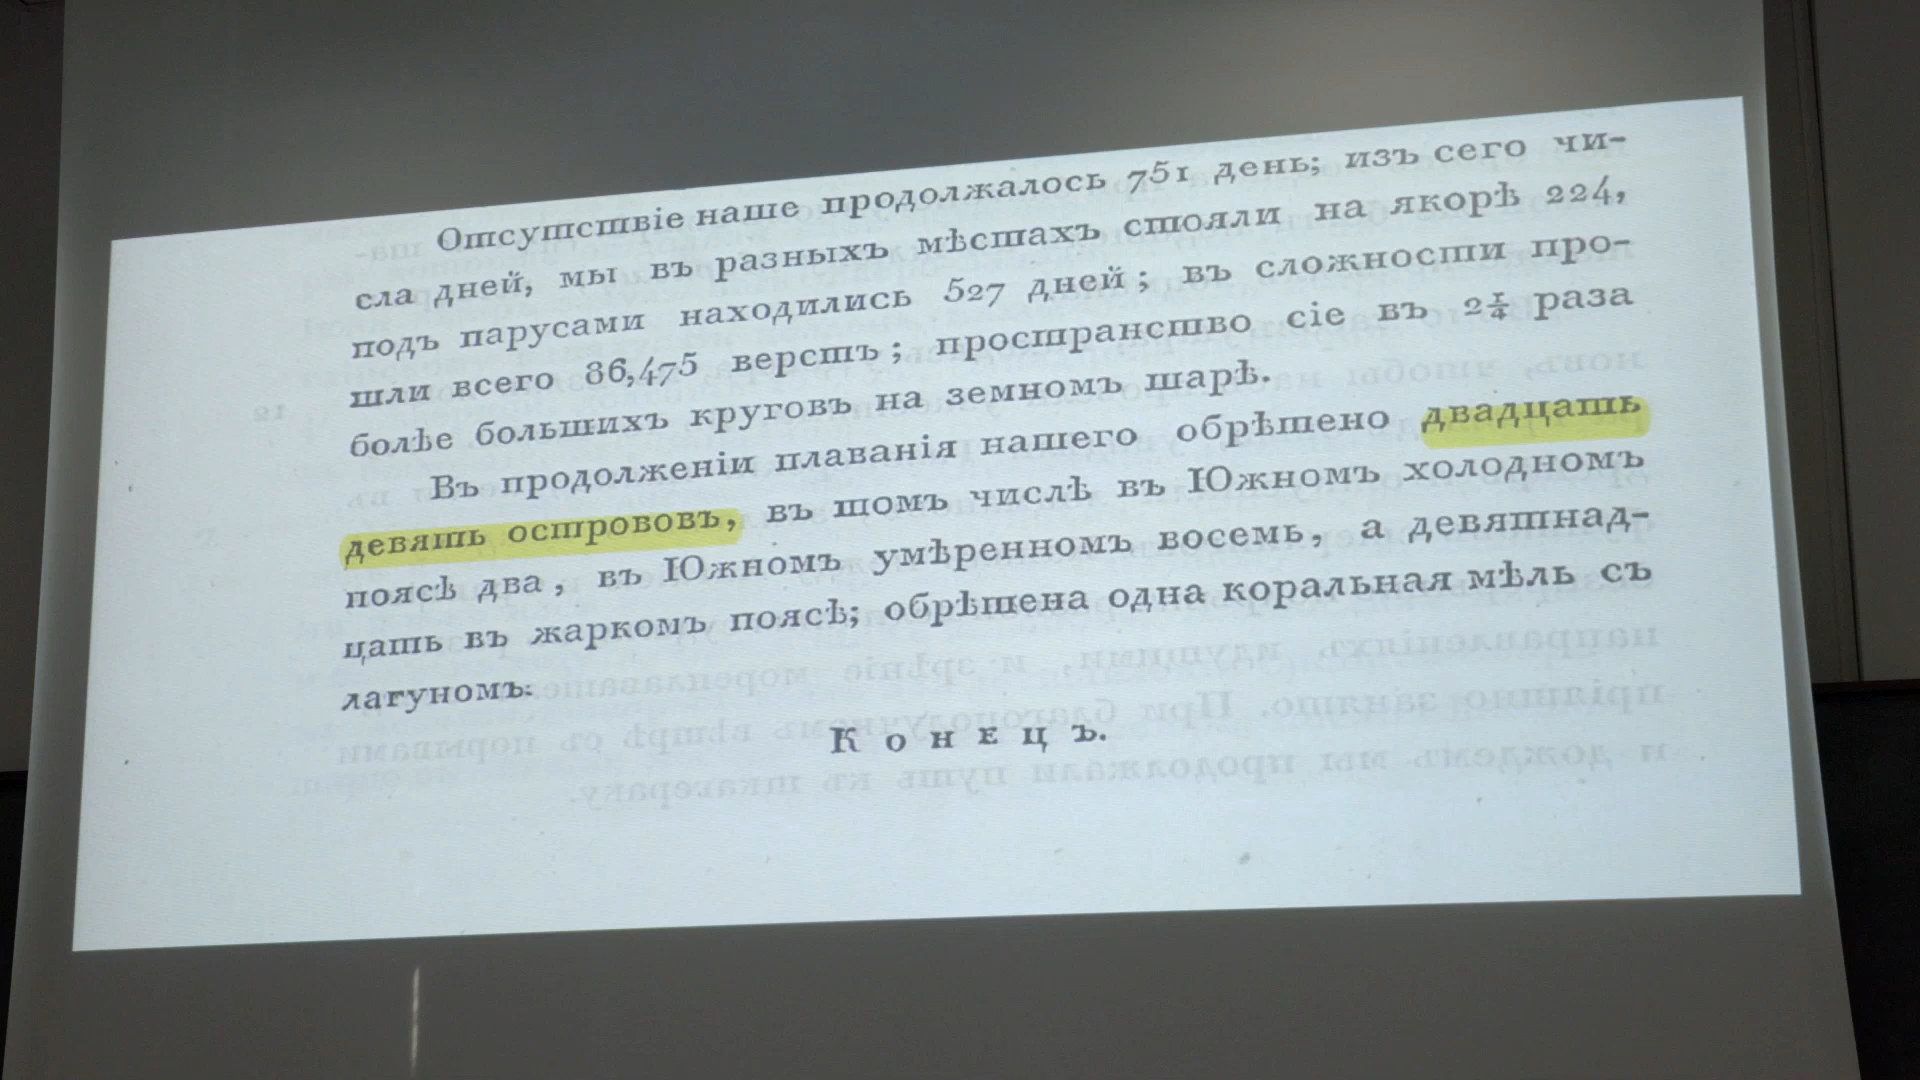 Отсутствіе наше продолжалось 751 день; изъ сего чи-
сла дней, мы въ разныхъ мѣстахъ стояли на якорѣ 224,
подъ парусами находились 527 дней; въ сложности про-
шли всего 86,475 верстъ; пространство сіе въ 2¼ раза
болѣе большихъ круговъ на земномъ шарѣ.
Въ продолженіи плаванія нашего обрѣтено двадцать
девять острововъ, въ томъ числѣ въ Южномъ холодномъ
поясѣ два, въ Южномъ умѣренномъ восемь, а девятнад-
цать въ жаркомъ поясѣ; обрѣтена одна коральная мѣль съ
лагуномъ.
Конецъ.